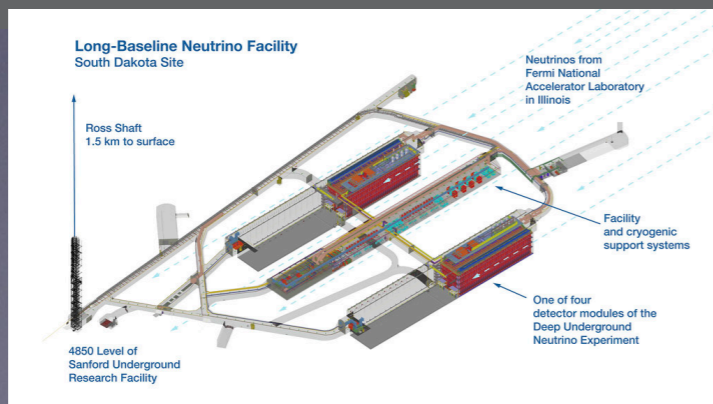 Long-Baseline Neutrino Facility
South Dakota Site
Neutrinos from
Fermi National
Accelerator Laboratory
in Illinois
Ross Shaft
1.5 km to surface
Facility
and cryogenic
support systems
One of four
detector modules of the
Deep Underground
Neutrino Experiment
4850 Level of
Sanford Underground
Research Facility